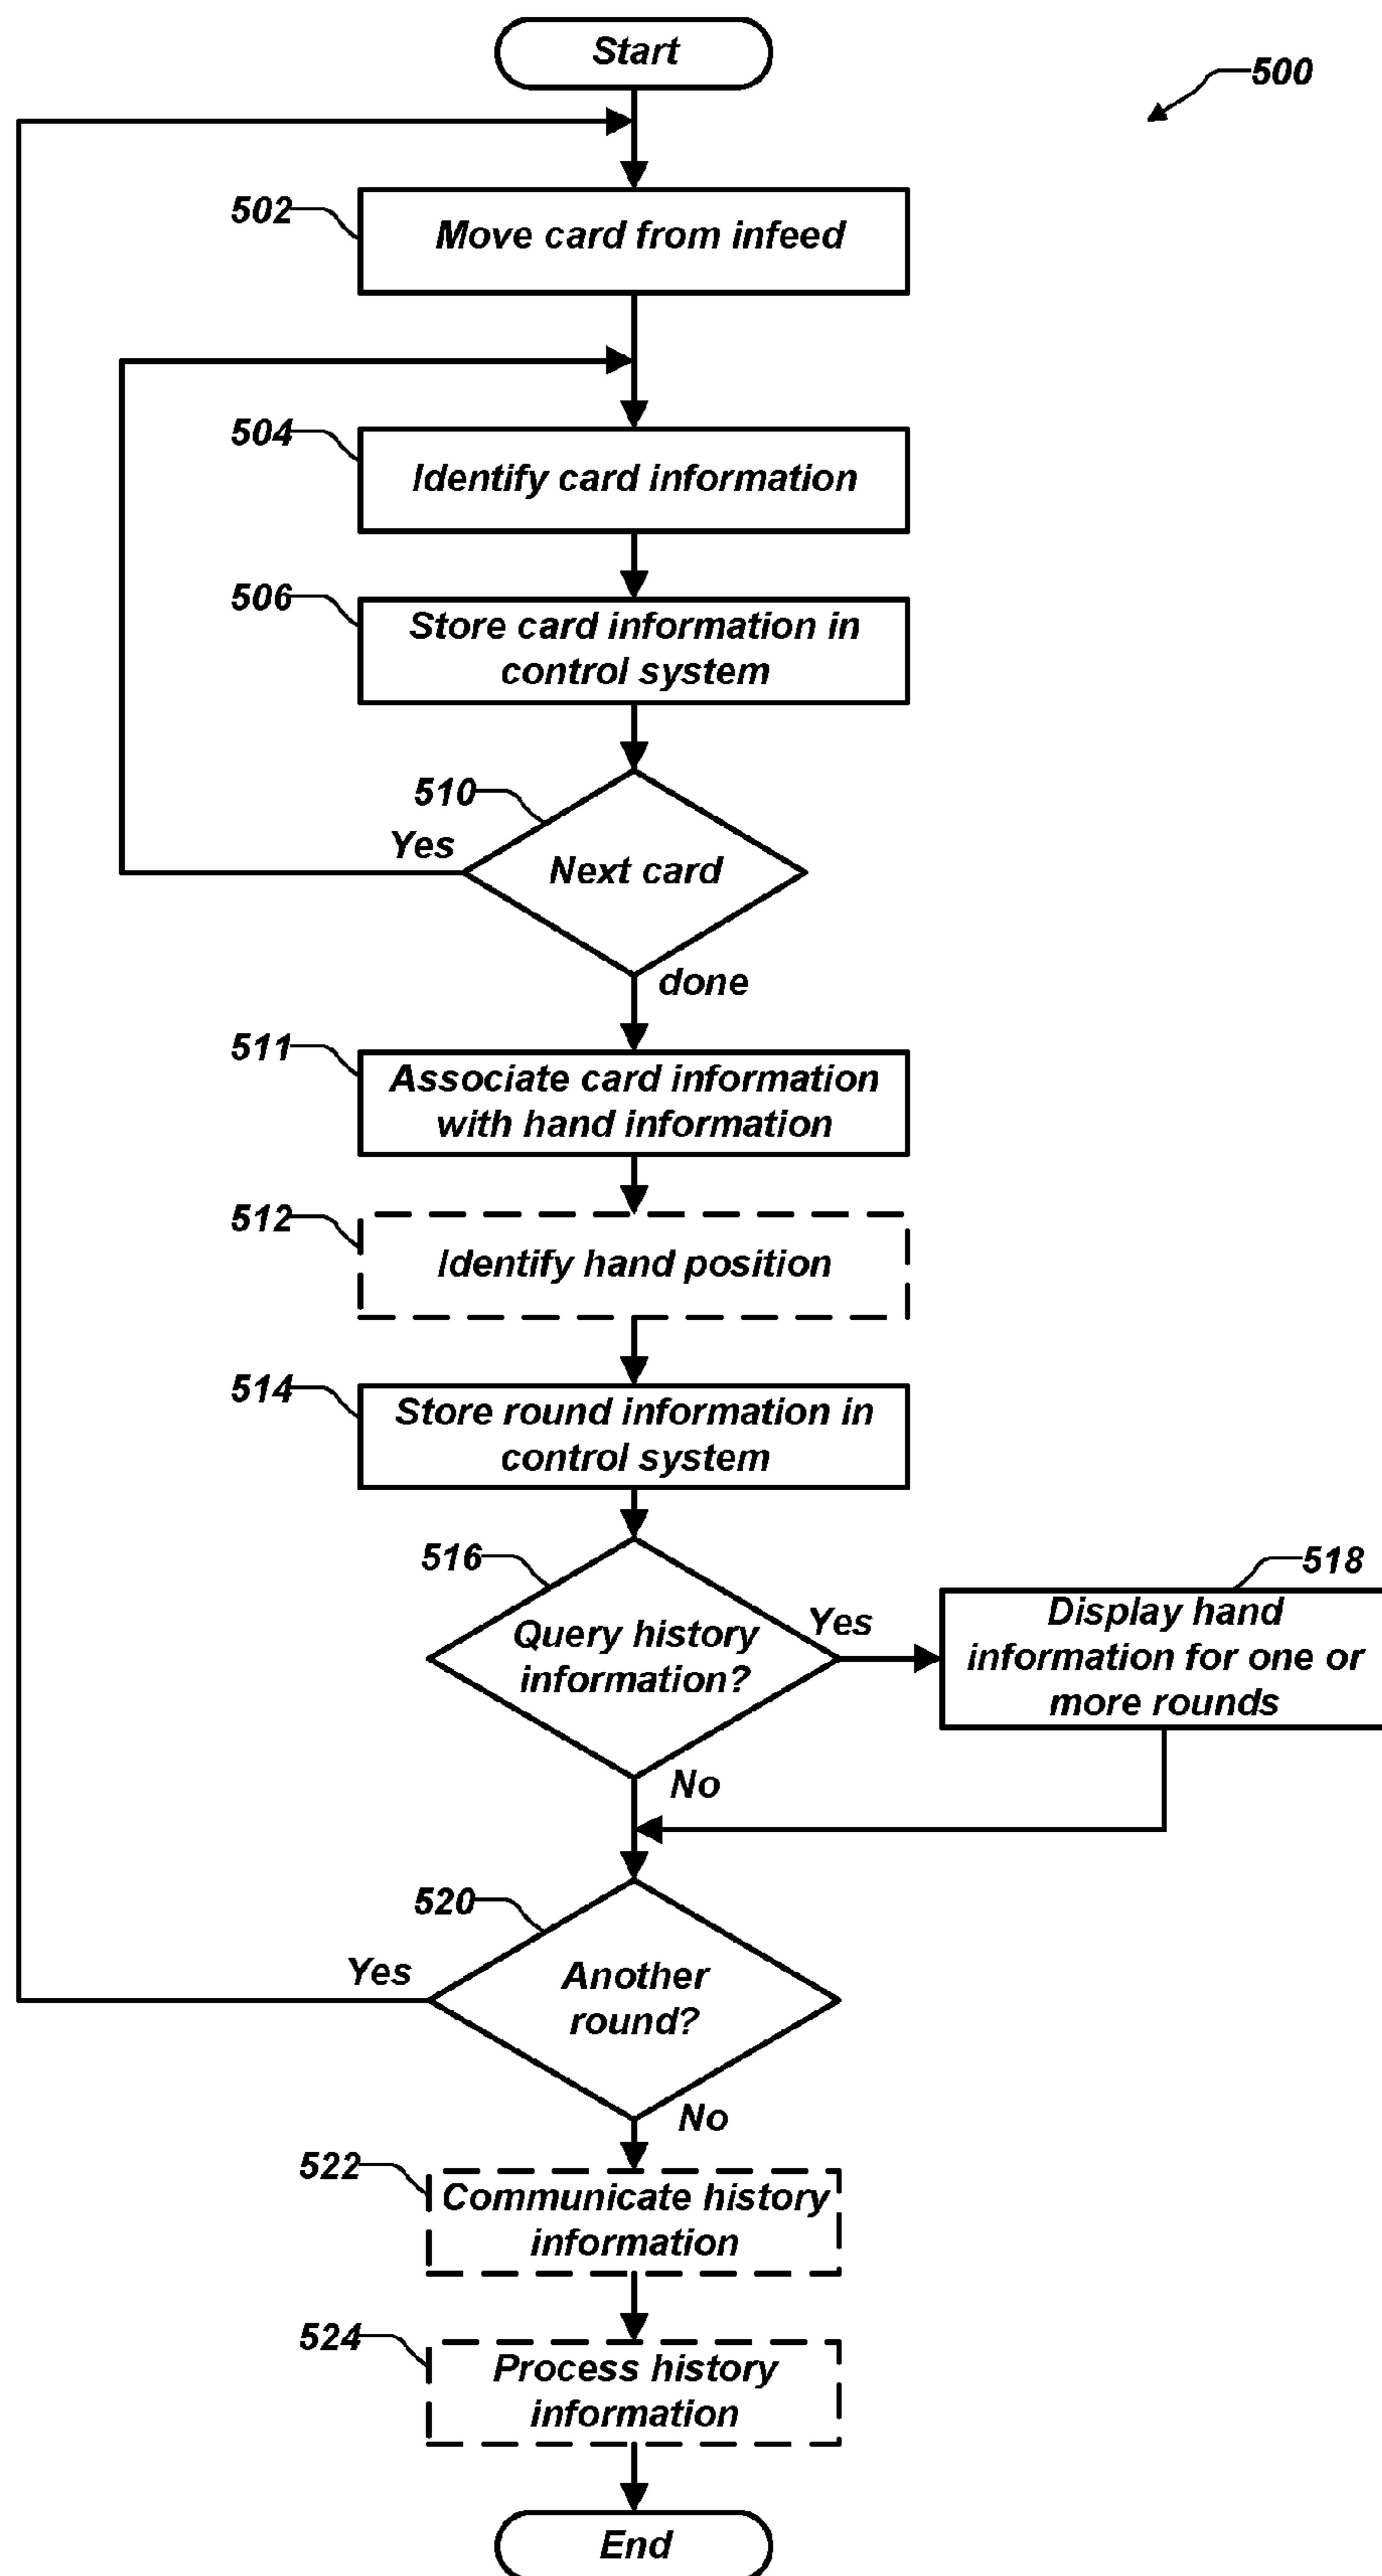 Start
500
502
Move card from infeed
504
Identify card information
506
Store card information in
control system
510
Yes
Next card
done
511
Associate card information
with hand information
512
Identify hand position
514
Store round information in
control system
516
Query history
information?
Yes
518
Display hand
information for one or
more rounds
No
520
Yes
Another
round?
No
522
Communicate history
information
524
Process history
information
End